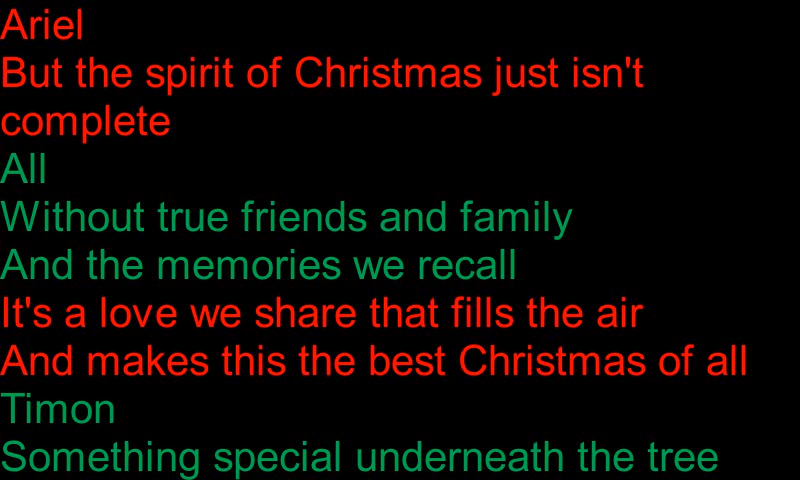 Ariel
But the spirit of Christmas just isn't
complete
All
Without true friends and family
And the memories we recall
It's a love we share that fills the air
And makes this the best Christmas of all
Timon
Something special underneath the tree